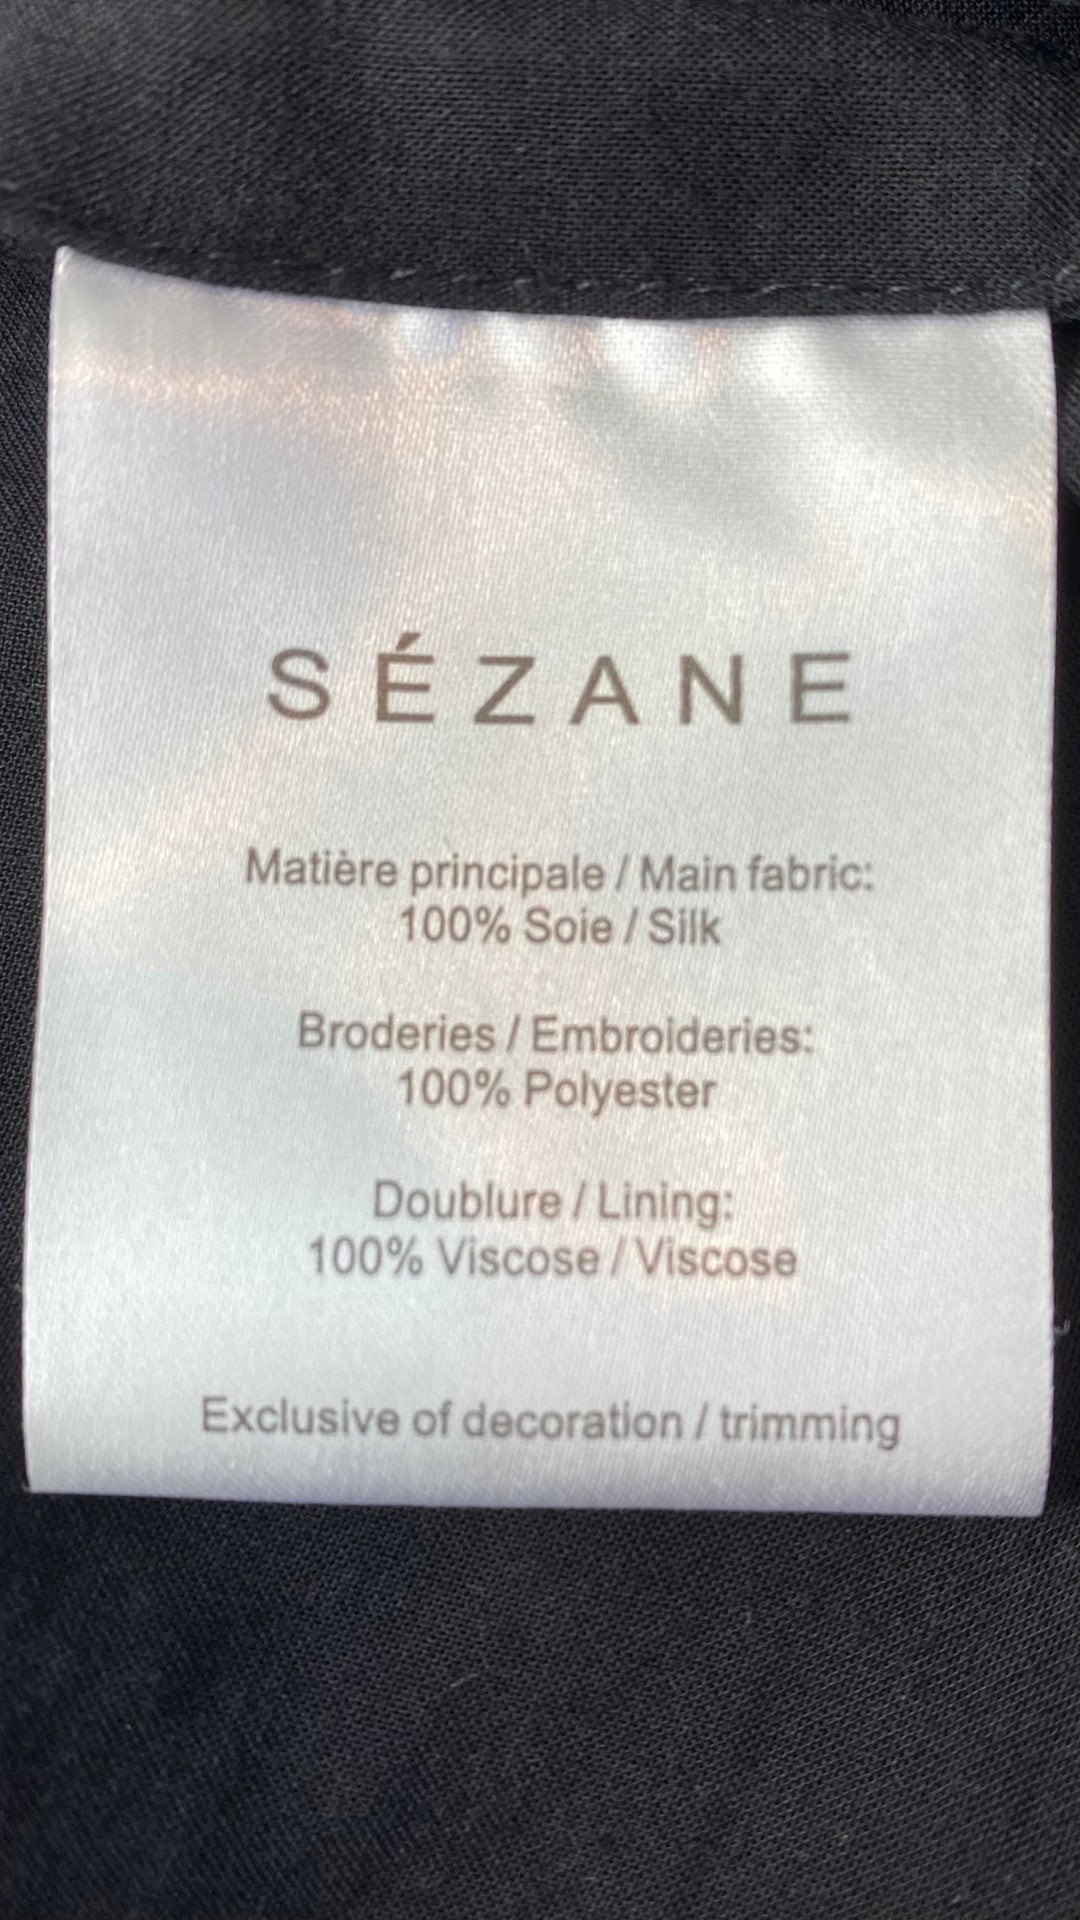 SÉZANE
Matière principale / Main fabric:
100% Soie / Silk
Broderies / Embroideries:
100% Polyester
Doublure / Lining:
100% Viscose / Viscose
Exclusive of decoration / trimming